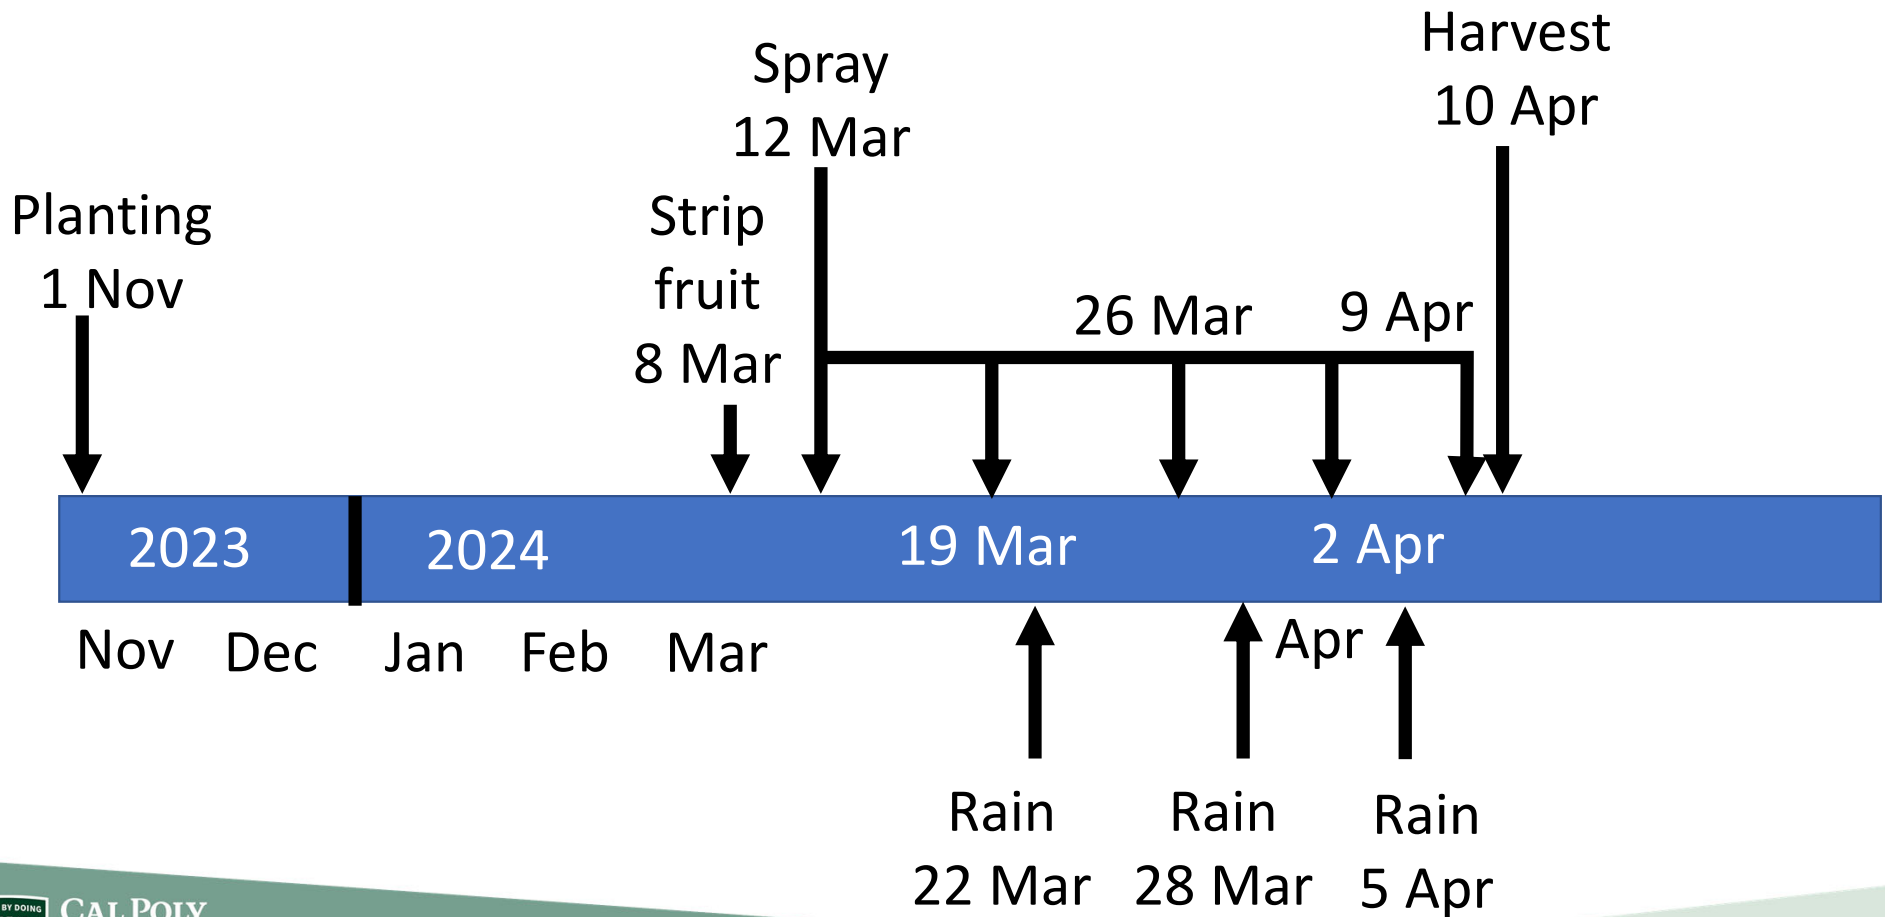 Planting
1 Nov
Strip
fruit
8 Mar
Spray
12 Mar
26 Mar
9 Apr
Harvest
10 Apr
2023
2024
19 Mar
2 Apr
Nov
Dec
Jan
Feb
Mar
Apr
Rain
22 Mar
Rain
28 Mar
Rain
5 Apr
BY DOING
CAL POLY